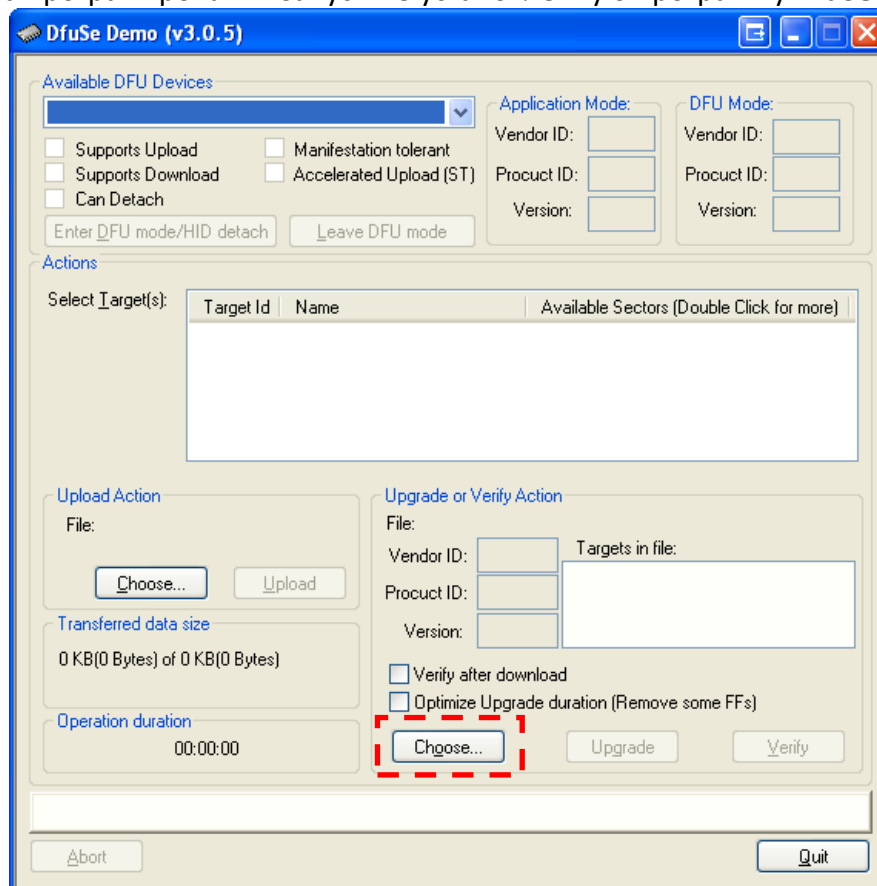 DfuSe Demo (v3.0.5)
Available DFU Devices
Supports Upload
Manifestation tolerant
Supports Download
Accelerated Upload (ST)
Can Detach
Enter DFU mode/HID detach
Leave DFU mode
Application Mode:
Vendor ID:
Procuct ID:
Version:
DFU Mode:
Vendor ID:
Procuct ID:
Version:
Actions
Select Target(s):
Target Id
Name
Available Sectors (Double Click for more)
Upload Action
File:
Choose...
Upload
Transferred data size
0 KB(0 Bytes) of 0 KB(0 Bytes)
Operation duration
00:00:00
Upgrade or Verify Action
File:
Vendor ID:
Procuct ID:
Version:
Targets in file:
Verify after download
Optimize Upgrade duration (Remove some FFs)
Choose...
Upgrade
Verify
Abort
Quit